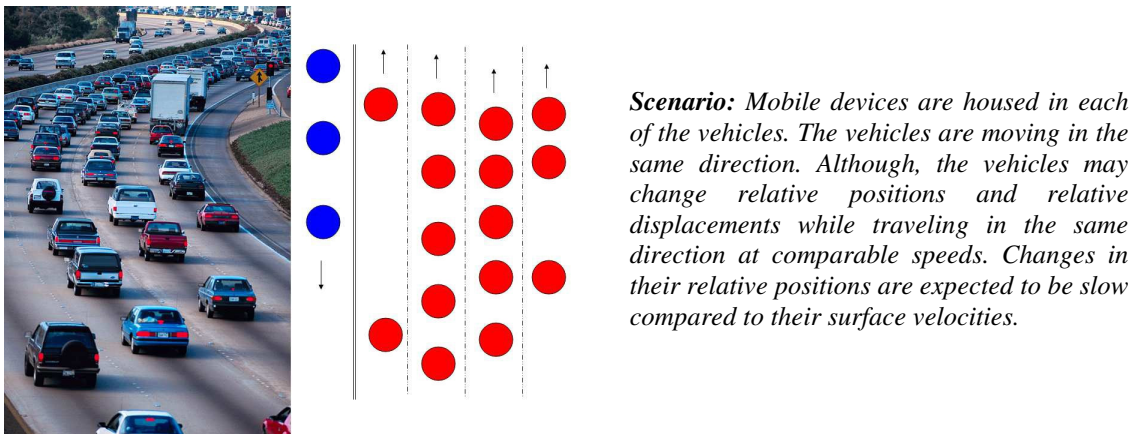 Scenario: Mobile devices are housed in each
of the vehicles. The vehicles are moving in the
same direction. Although, the vehicles may
change relative positions and relative
displacements while traveling in the same
direction at comparable speeds. Changes in
their relative positions are expected to be slow
compared to their surface velocities.